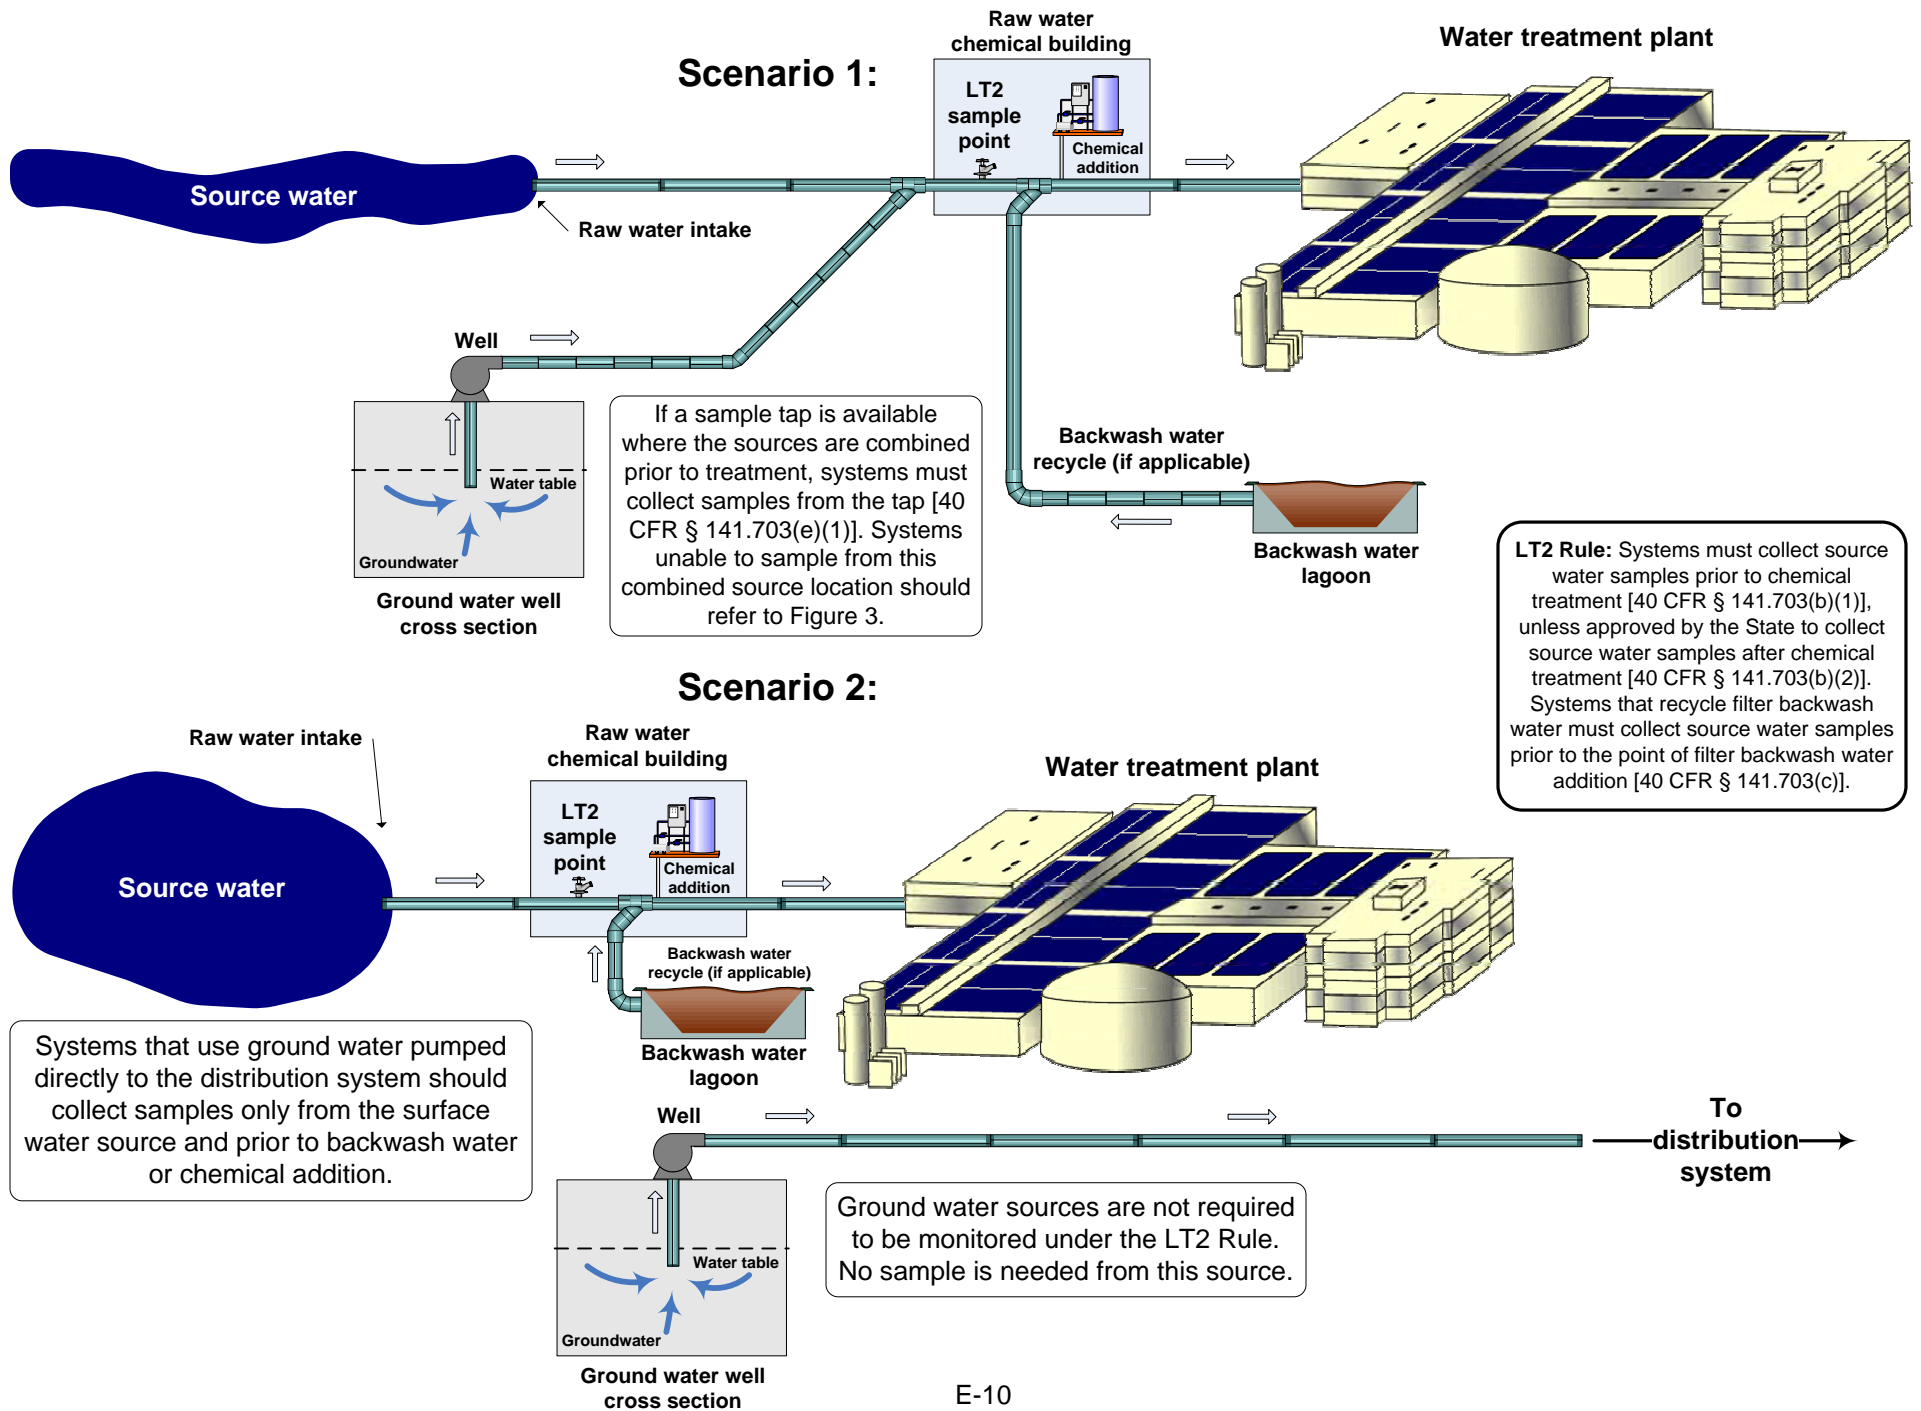 Raw water
chemical building
Water treatment plant
Scenario 1:
LT2
sample
point
Chemical
addition
Source water
Raw water intake
Well
Water table
Groundwater
Ground water well
cross section
If a sample tap is available
where the sources are combined
prior to treatment, systems must
collect samples from the tap [40
CFR § 141.703(e)(1)]. Systems
unable to sample from this
combined source location should
refer to Figure 3.
Backwash water
recycle (if applicable)
Backwash water
lagoon
LT2 Rule: Systems must collect source
water samples prior to chemical
treatment [40 CFR § 141.703(b)(1)],
unless approved by the State to collect
source water samples after chemical
treatment [40 CFR § 141.703(b)(2)].
Systems that recycle filter backwash
water must collect source water samples
prior to the point of filter backwash water
addition [40 CFR § 141.703(c)].
Scenario 2:
Raw water intake
Raw water
chemical building
Water treatment plant
LT2
sample
point
Chemical
addition
Source water
Backwash water
recycle (if applicable)
Backwash water
lagoon
Systems that use ground water pumped
directly to the distribution system should
collect samples only from the surface
water source and prior to backwash water
or chemical addition.
Well
To
distribution
system
Water table
Groundwater
Ground water well
cross section
Ground water sources are not required
to be monitored under the LT2 Rule.
No sample is needed from this source.
E-10